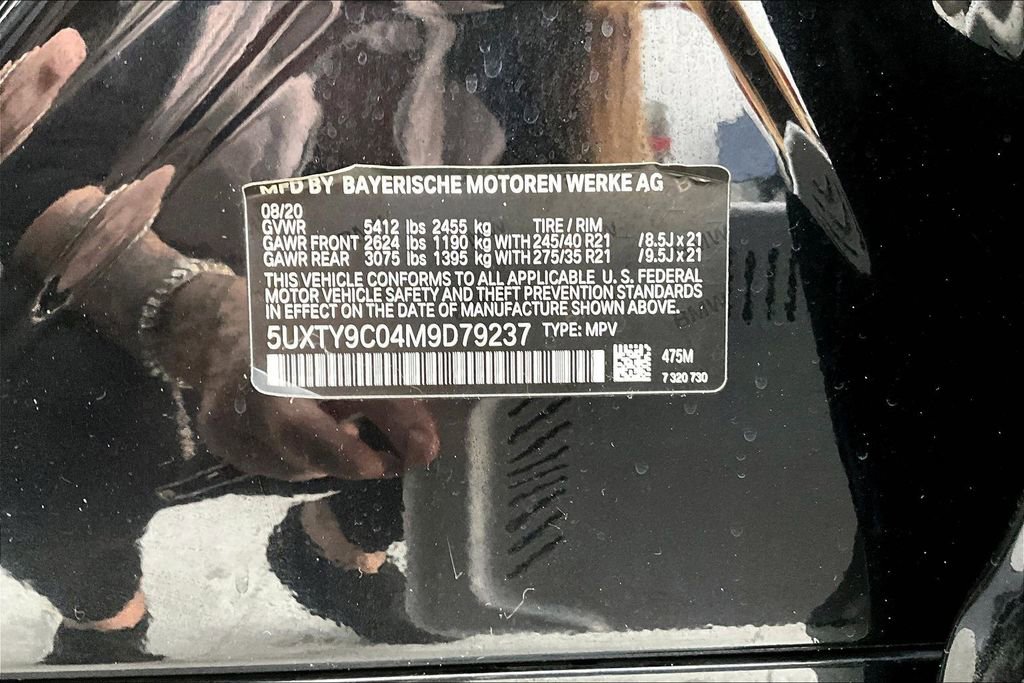 MFD BY BAYERISCHE MOTOREN WERKE AG
08/20
GVWR 5412 lbs 2455 kg TIRE / RIM
GAWR FRONT 2624 lbs 1190 kg WITH 245/40 R21 /8.5J x 21
GAWR REAR 3075 lbs 1395 kg WITH 275/35 R21 /9.5J x 21
THIS VEHICLE CONFORMS TO ALL APPLICABLE U. S. FEDERAL
MOTOR VEHICLE SAFETY AND THEFT PREVENTION STANDARDS
IN EFFECT ON THE DATE OF MANUFACTURE SHOWN ABOVE.
5UXTY9C04M9D79237 TYPE: MPV
475M
7 320 730